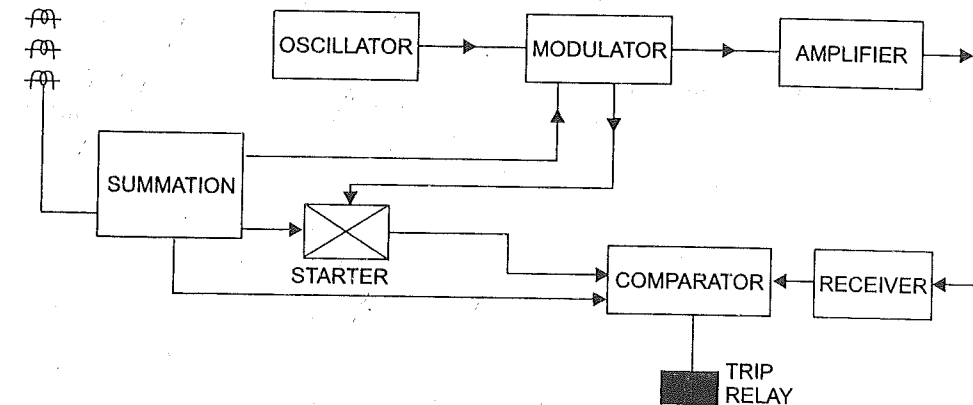 OSCILLATOR
MODULATOR
AMPLIFIER
SUMMATION
STARTER
COMPARATOR
RECEIVER
TRIP
RELAY